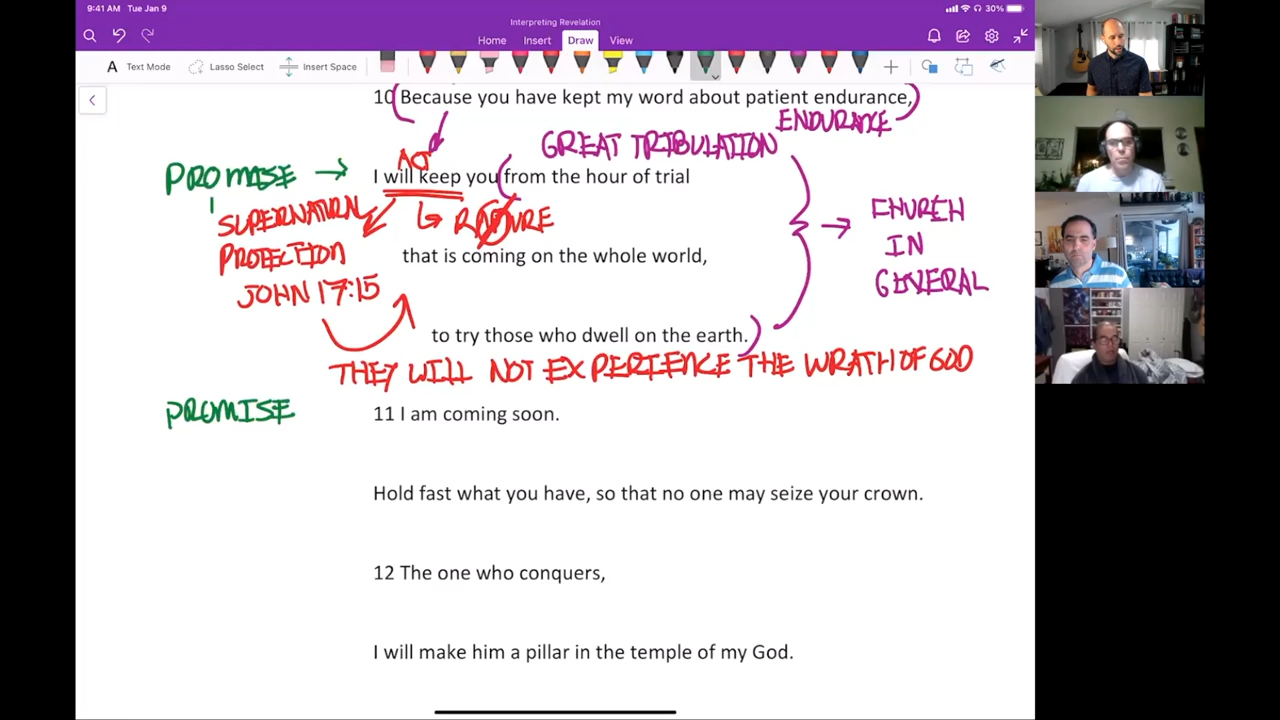 9:41 AM Tue Jan 9
30%
Interpreting Revelation
Home Insert Draw View
Text Mode Lasso Select Insert Space
10 Because you have kept my word about patient endurance,
ENDURANCE
GREAT TRIBULATION
PROMISE → I will keep you from the hour of trial
SUPERNATURAL
PROTECTION
JOHN 17:15
RAPTURE
CHURCH
IN
GENERAL
that is coming on the whole world,
to try those who dwell on the earth.
THEY WILL NOT EXPERIENCE THE WRATH OF GOD
PROMISE 11 I am coming soon.
Hold fast what you have, so that no one may seize your crown.
12 The one who conquers,
I will make him a pillar in the temple of my God.